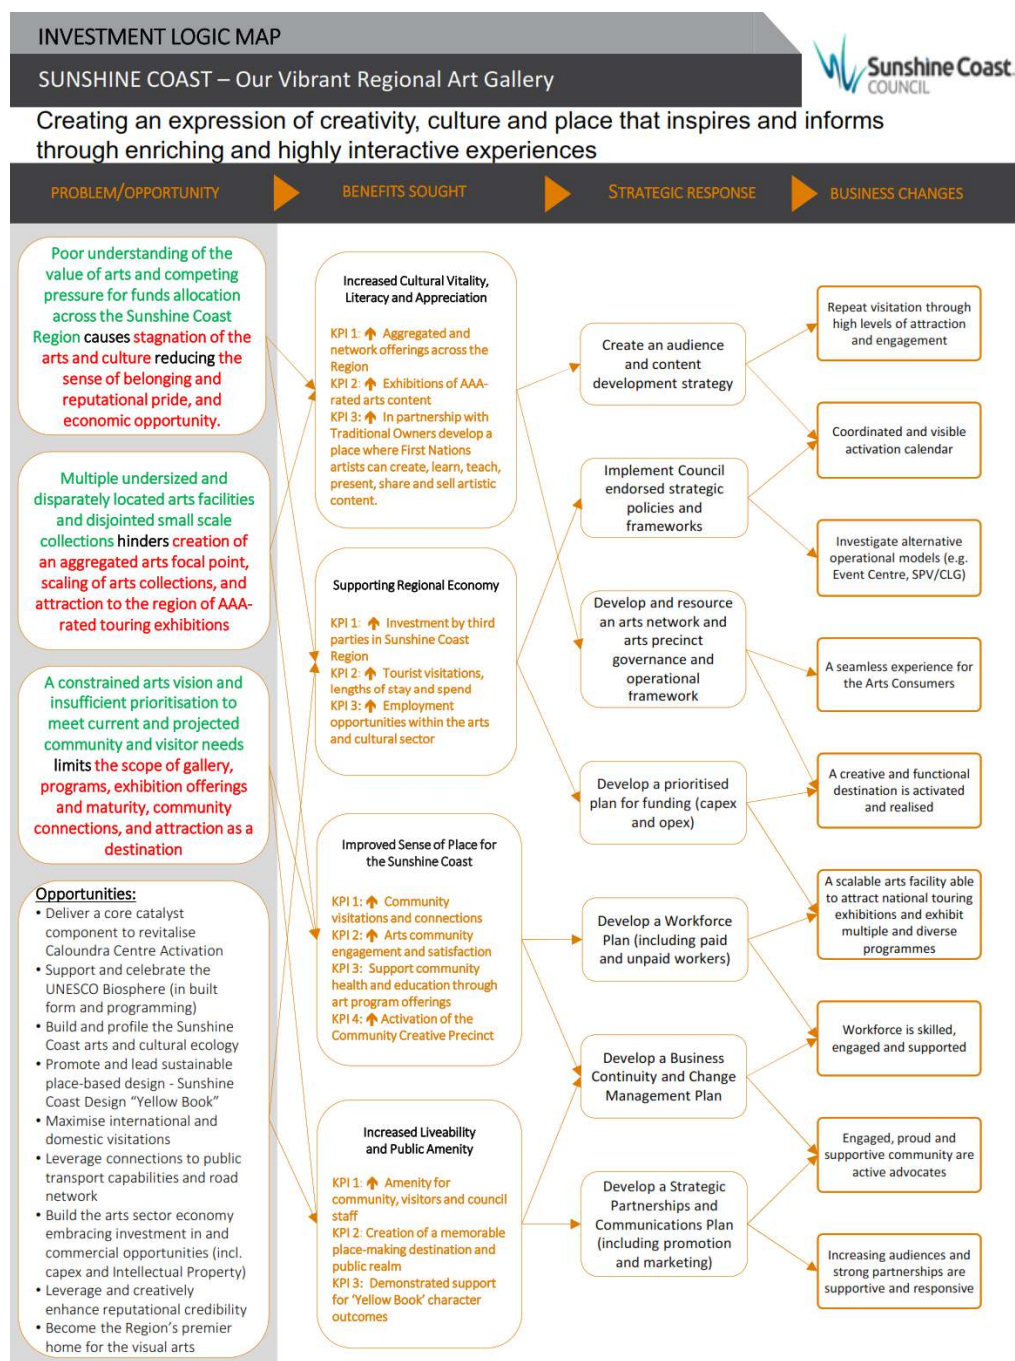 INVESTMENT LOGIC MAP
SUNSHINE COAST – Our Vibrant Regional Art Gallery
Sunshine Coast.
COUNCIL
Creating an expression of creativity, culture and place that inspires and informs
through enriching and highly interactive experiences
PROBLEM/OPPORTUNITY
BENEFITS SOUGHT
STRATEGIC RESPONSE
BUSINESS CHANGES
Poor understanding of the
value of arts and competing
pressure for funds allocation
across the Sunshine Coast
Region causes stagnation of the
arts and culture reducing the
sense of belonging and
reputational pride, and
economic opportunity.
Multiple undersized and
disparately located arts facilities
and disjointed small scale
collections hinders creation of
an aggregated arts focal point,
scaling of arts collections, and
attraction to the region of AAA-
rated touring exhibitions
A constrained arts vision and
insufficient prioritisation to
meet current and projected
community and visitor needs
limits the scope of gallery,
programs, exhibition offerings
and maturity, community
connections, and attraction as a
destination
Opportunities:
• Deliver a core catalyst
component to revitalise
Caloundra Centre Activation
• Support and celebrate the
UNESCO Biosphere (in built
form and programming)
• Build and profile the Sunshine
Coast arts and cultural ecology
• Promote and lead sustainable
place-based design - Sunshine
Coast Design “Yellow Book”
• Maximise international and
domestic visitations
• Leverage connections to public
transport capabilities and road
network
• Build the arts sector economy
embracing investment in and
commercial opportunities (incl.
capex and Intellectual Property)
• Leverage and creatively
enhance reputational credibility
• Become the Region’s premier
home for the visual arts
Increased Cultural Vitality,
Literacy and Appreciation
KPI 1: ↑ Aggregated and
network offerings across the
Region
KPI 2: ↑ Exhibitions of AAA-
rated arts content
KPI 3: ↑ In partnership with
Traditional Owners develop a
place where First Nations
artists can create, learn, teach,
present, share and sell artistic
content.
Supporting Regional Economy
KPI 1: ↑ Investment by third
parties in Sunshine Coast
Region
KPI 2: ↑ Tourist visitations,
lengths of stay and spend
KPI 3: ↑ Employment
opportunities within the arts
and cultural sector
Improved Sense of Place for
the Sunshine Coast
KPI 1: ↑ Community
visitations and connections
KPI 2: ↑ Arts community
engagement and satisfaction
KPI 3: Support community
health and education through
art program offerings
KPI 4: ↑ Activation of the
Community Creative Precinct
Increased Liveability
and Public Amenity
KPI 1: ↑ Amenity for
community, visitors and council
staff
KPI 2: Creation of a memorable
place-making destination and
public realm
KPI 3: Demonstrated support
for ‘Yellow Book’ character
outcomes
Create an audience
and content
development strategy
Implement Council
endorsed strategic
policies and
frameworks
Develop and resource
an arts network and
arts precinct
governance and
operational
framework
Develop a prioritised
plan for funding (capex
and opex)
Develop a Workforce
Plan (including paid
and unpaid workers)
Develop a Business
Continuity and Change
Management Plan
Develop a Strategic
Partnerships and
Communications Plan
(including promotion
and marketing)
Repeat visitation through
high levels of attraction
and engagement
Coordinated and visible
activation calendar
Investigate alternative
operational models (e.g.
Event Centre, SPV/CLG)
A seamless experience for
the Arts Consumers
A creative and functional
destination is activated
and realised
A scalable arts facility able
to attract national touring
exhibitions and exhibit
multiple and diverse
programmes
Workforce is skilled,
engaged and supported
Engaged, proud and
supportive community are
active advocates
Increasing audiences and
strong partnerships are
supportive and responsive